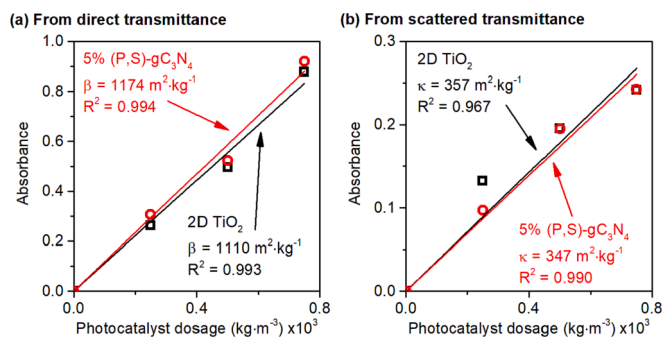 (a) From direct transmittance
5% (P,S)-gC₃N₄
β = 1174 m²·kg⁻¹
R² = 0.994
2D TiO₂
β = 1110 m²·kg⁻¹
R² = 0.993
Absorbance
1.0
0.8
0.6
0.4
0.2
0.0
0.0 0.4 0.8
Photocatalyst dosage (kg·m⁻³) x10³
(b) From scattered transmittance
2D TiO₂
κ = 357 m²·kg⁻¹
R² = 0.967
5% (P,S)-gC₃N₄
κ = 347 m²·kg⁻¹
R² = 0.990
Absorbance
0.3
0.2
0.1
0.0
0.0 0.4 0.8
Photocatalyst dosage (kg·m⁻³) x10³